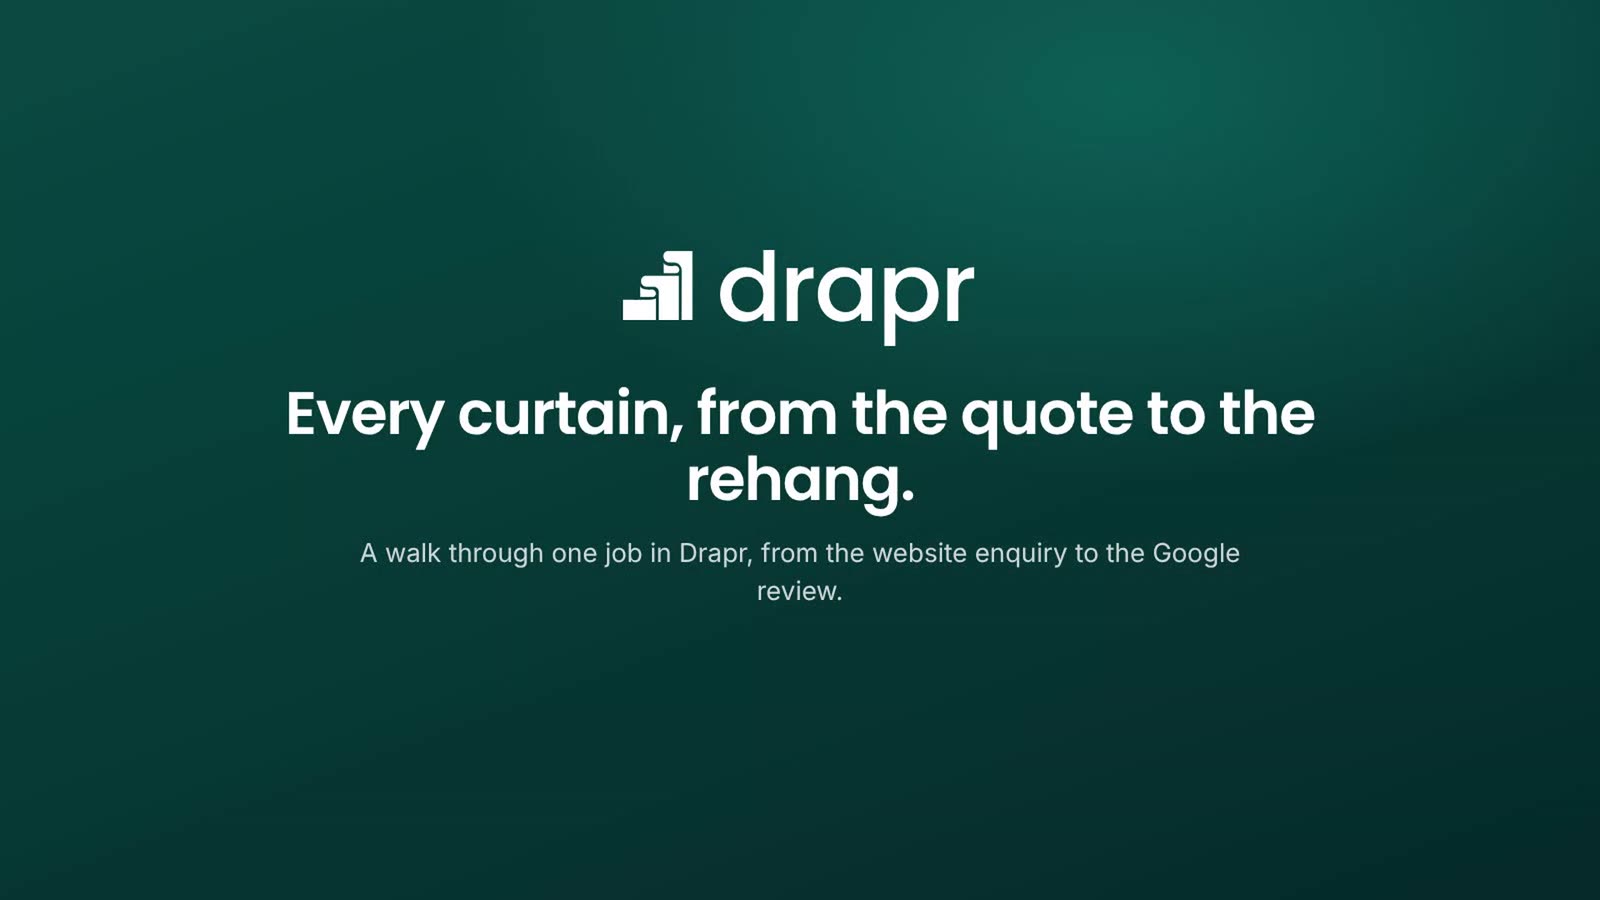 drapr
Every curtain, from the quote to the
rehang.
A walk through one job in Drapr, from the website enquiry to the Google
review.